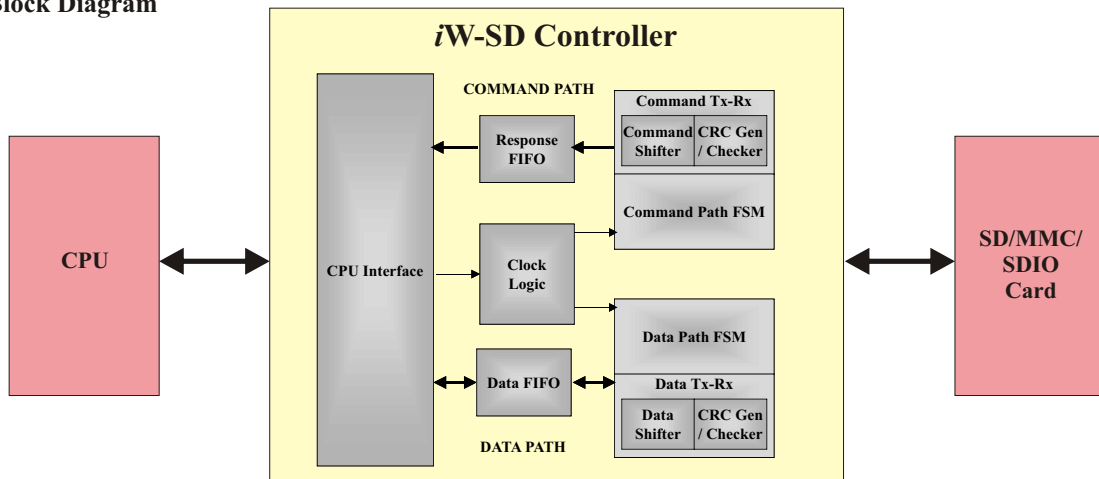 Block Diagram
iW-SD Controller
COMMAND PATH
Command Tx-Rx
Command
Shifter
CRC Gen
/ Checker
Response
FIFO
Command Path FSM
CPU
CPU Interface
Clock
Logic
SD/MMC/
SDIO
Card
Data Path FSM
Data FIFO
Data Tx-Rx
Data
Shifter
CRC Gen
/ Checker
DATA PATH